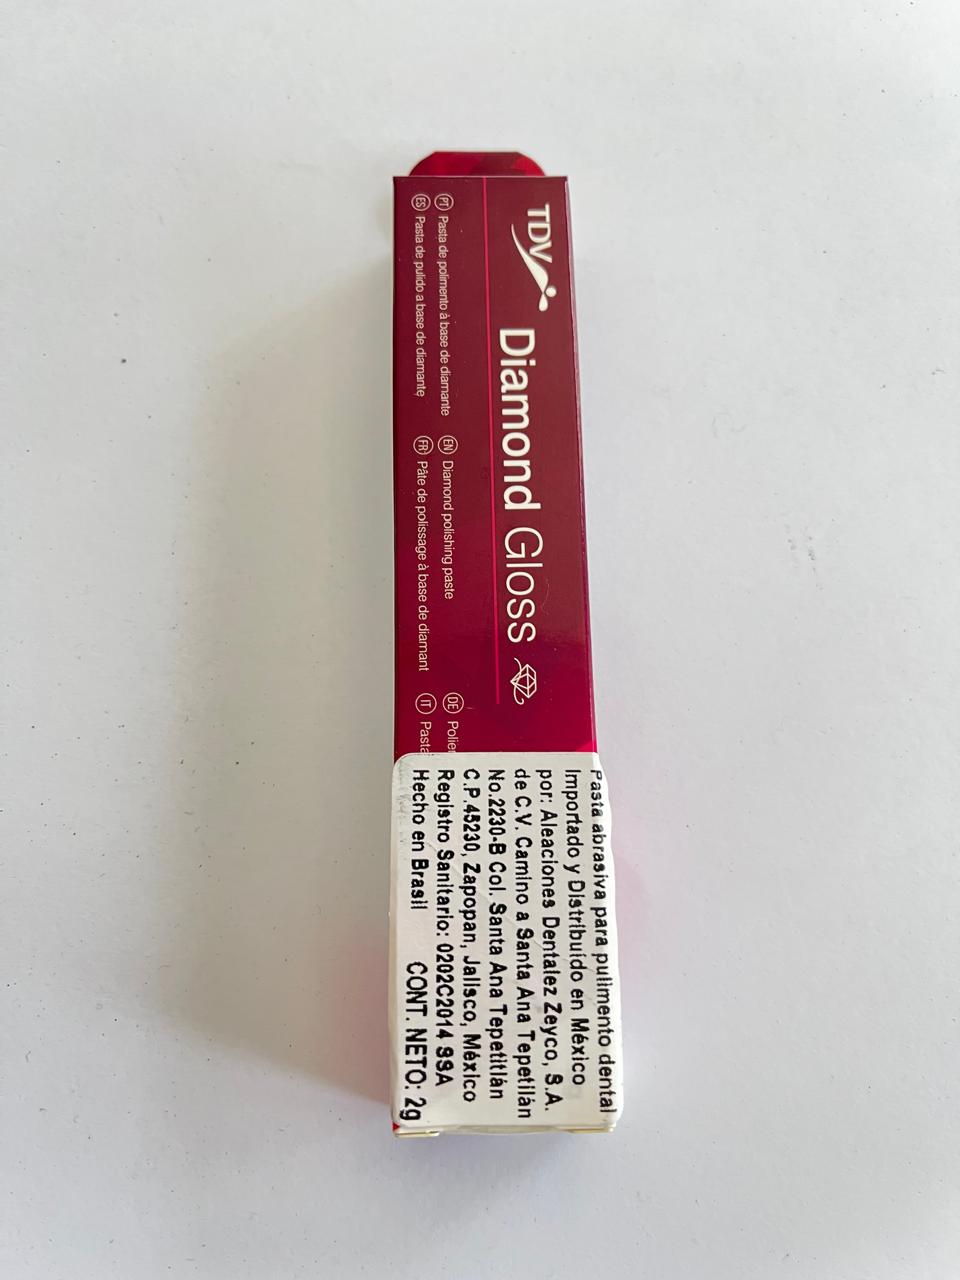 TDV
Diamond Gloss
PT Pasta de polimento à base de diamante
ES Pasta de pulido a base de diamante
EN Diamond polishing paste
FR Pâte de polissage à base de diamant
DE
IT Pasta
Pasta abrasiva para pulimento dental
Importado y Distribuido en México
por: Aleaciones Dentalez Zeyco, S.A.
de C.V. Camino a Santa Ana Tepetilán
No.2230-B Col. Santa Ana Tepetitlán
C.P.45230, Zapopan, Jalisco, México
Registro Sanitario: 0202C2014 SSA
Hecho en Brasil CONT. NETO: 2g